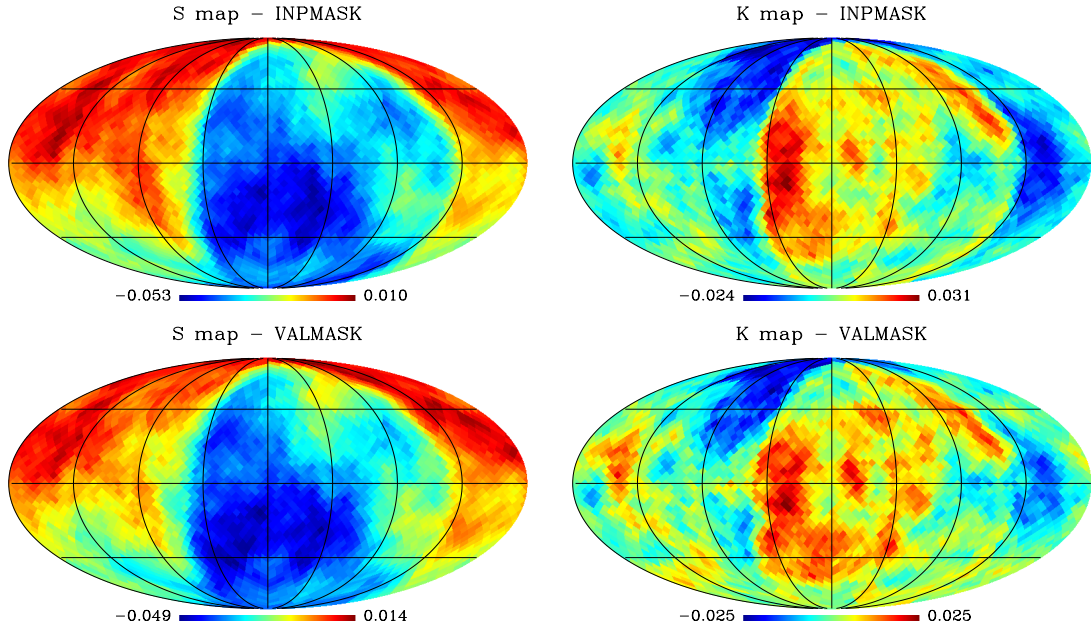 S map – INPMASK
K map – INPMASK
−0.053 0.010
−0.024 0.031
S map – VALMASK
K map – VALMASK
−0.049 0.014
−0.025 0.025